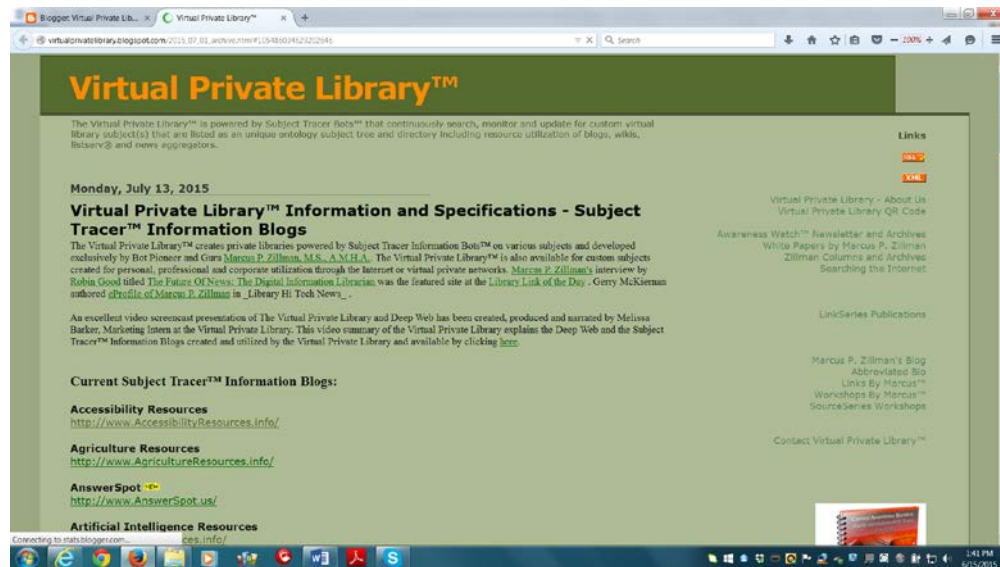 Blogger: Virtual Private Lib...
Virtual Private Library™
virtualprivatelibrary.blogspot.com/2015_07_01_archive.html#105486034629202646
Search
200%
Virtual Private Library™
The Virtual Private Library™ is powered by Subject Tracer Bots™ that continuously search, monitor and update for custom virtual
library subject(s) that are listed as an unique ontology subject tree and directory including resource utilization of blogs, wikis,
listserv® and news aggregators.
Monday, July 13, 2015
Virtual Private Library™ Information and Specifications - Subject
Tracer™ Information Blogs
The Virtual Private Library™ creates private libraries powered by Subject Tracer Information Bots™ on various subjects and developed
exclusively by Bot Pioneer and Guru Marcus P. Zillman, M.S., A.M.H.A.. The Virtual Private Library™ is also available for custom subjects
created for personal, professional and corporate utilization through the Internet or virtual private networks. Marcus P. Zillman's interview by
Robin Good titled The Future Of News: The Digital Information Librarian was the featured site at the Library Link of the Day . Gerry McKiernan
authored eProfile of Marcus P. Zillman in _Library Hi Tech News_ .
An excellent video screencast presentation of The Virtual Private Library and Deep Web has been created, produced and narrated by Melissa
Barker, Marketing Intern at the Virtual Private Library. This video summary of the Virtual Private Library explains the Deep Web and the Subject
Tracer™ Information Blogs created and utilized by the Virtual Private Library and available by clicking here.
Current Subject Tracer™ Information Blogs:
Accessibility Resources
http://www.AccessibilityResources.info/
Agriculture Resources
http://www.AgricultureResources.info/
AnswerSpot NEW
http://www.AnswerSpot.us/
Artificial Intelligence Resources
ces.info/
Links
XML
Virtual Private Library - About Us
Virtual Private Library QR Code
Awareness Watch™ Newsletter and Archives
White Papers by Marcus P. Zillman
Zillman Columns and Archives
Searching the Internet
LinkSeries Publications
Marcus P. Zillman's Blog
Abbreviated Bio
Links By Marcus™
Workshops By Marcus™
SourceSeries Workshops
Contact Virtual Private Library™
Connecting to stats.blogger.com...
1:41 PM
6/15/2015